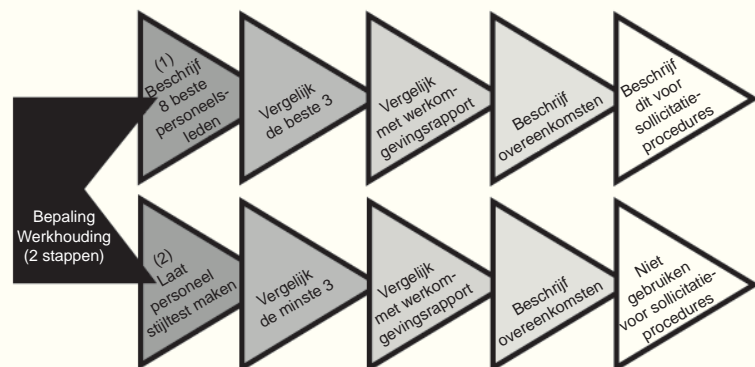 Bepaling
Werkhouding
(2 stappen)
(1)
Beschrijf
8 beste
personeels-
leden
Vergelijk
de beste 3
Vergelijk
met werkom-
gevingsrapport
Beschrijf
overeenkomsten
Beschrijf
dit voor
sollicitatie-
procedures
(2)
Laat
personeel
stijltest maken
Vergelijk
de minste 3
Vergelijk
met werkom-
gevingsrapport
Beschrijf
overeenkomsten
Niet
gebruiken
voor sollicitatie-
procedures